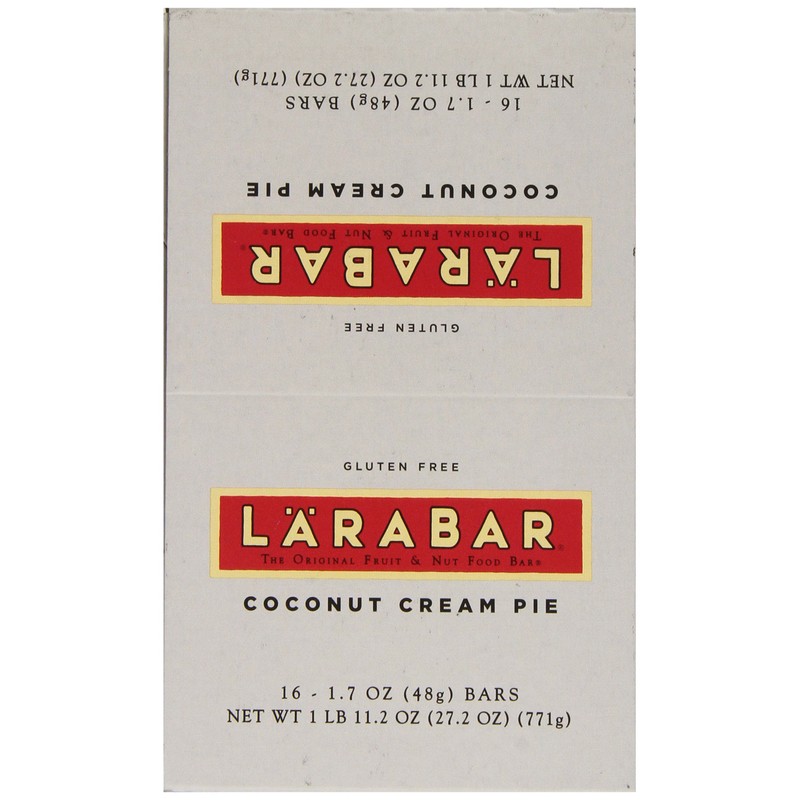 16 - 1.7 OZ (48g) BARS
NET WT 1 LB 11.2 OZ (27.2 OZ) (771g)
COCONUT CREAM PIE
THE ORIGINAL FRUIT & NUT FOOD BAR®
LÄRABAR®
GLUTEN FREE
GLUTEN FREE
LÄRABAR®
THE ORIGINAL FRUIT & NUT FOOD BAR®
COCONUT CREAM PIE
16 - 1.7 OZ (48g) BARS
NET WT 1 LB 11.2 OZ (27.2 OZ) (771g)